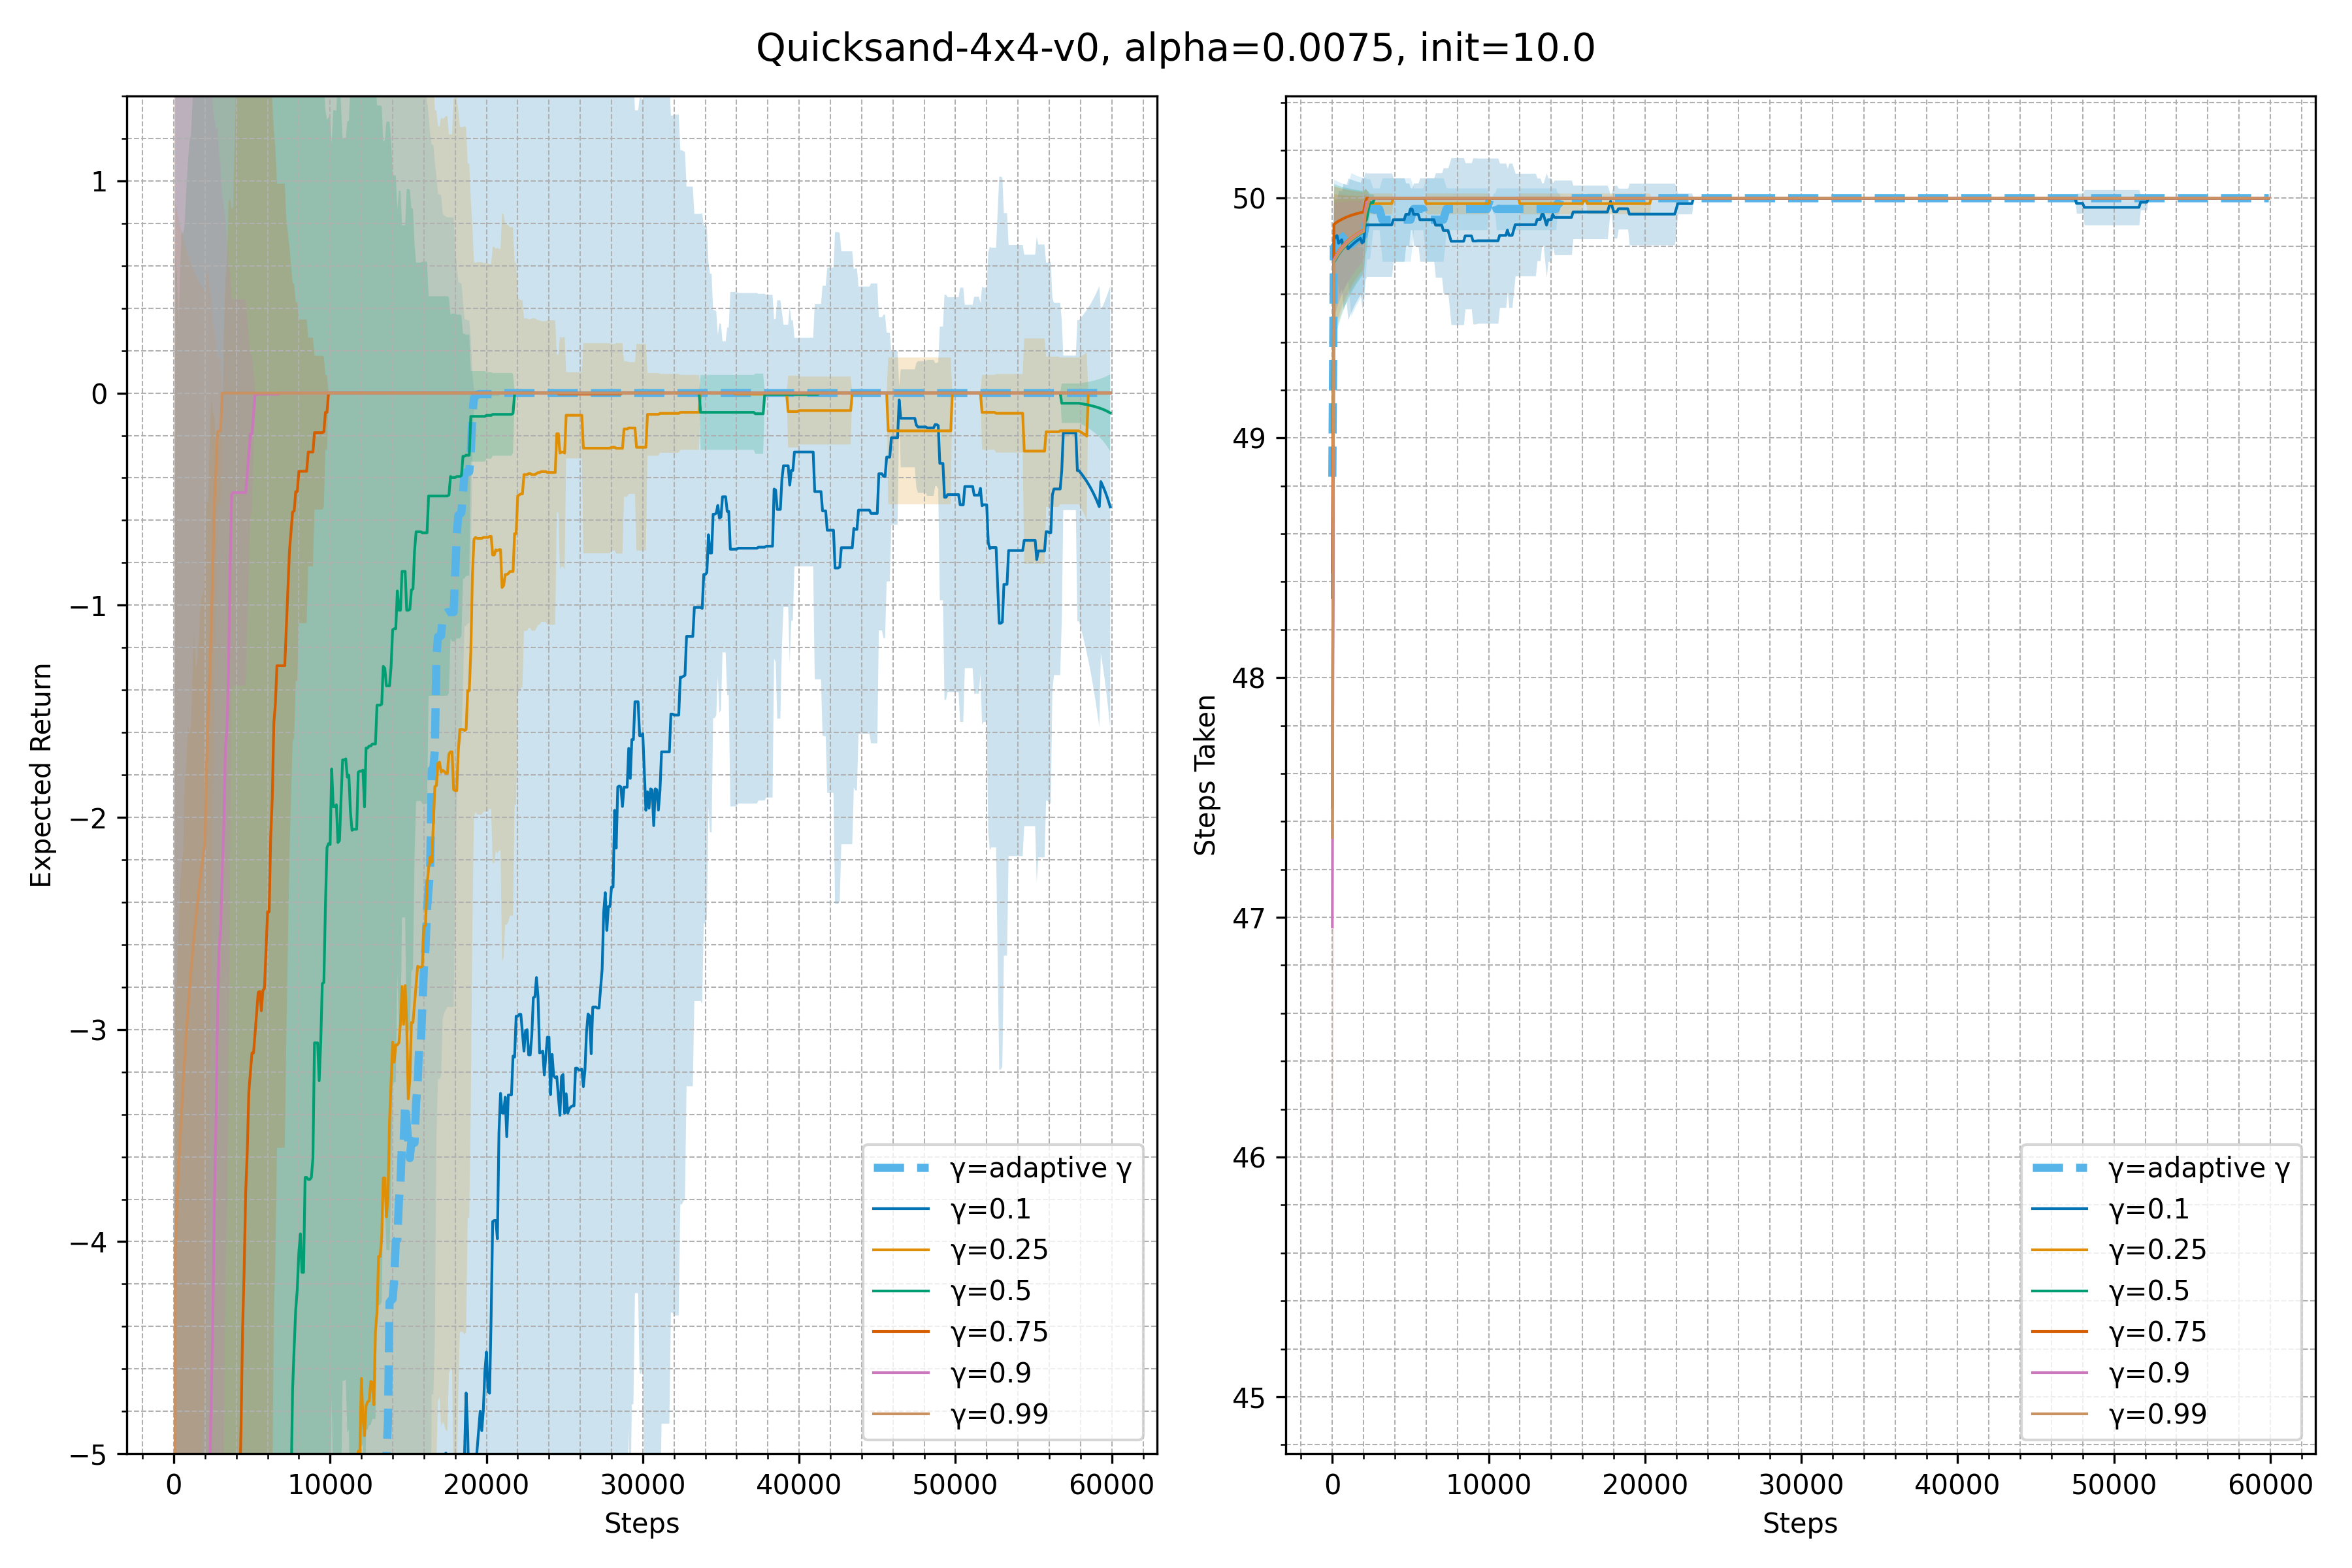 Quicksand-4x4-v0, alpha=0.0075, init=10.0
Expected Return
1
0
−1
−2
−3
−4
−5
0 10000 20000 30000 40000 50000 60000
Steps
γ=adaptive γ
γ=0.1
γ=0.25
γ=0.5
γ=0.75
γ=0.9
γ=0.99
Steps Taken
50
49
48
47
46
45
0 10000 20000 30000 40000 50000 60000
Steps
γ=adaptive γ
γ=0.1
γ=0.25
γ=0.5
γ=0.75
γ=0.9
γ=0.99